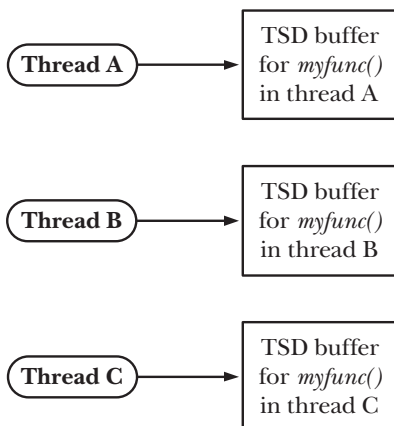 Thread A
TSD buffer
for myfunc()
in thread A
Thread B
TSD buffer
for myfunc()
in thread B
Thread C
TSD buffer
for myfunc()
in thread C